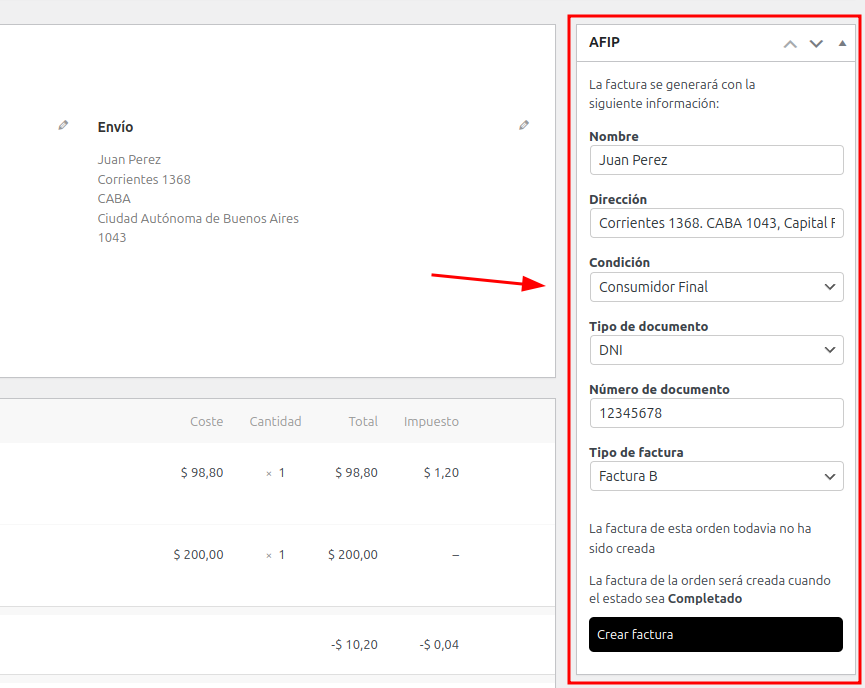 Envío
Juan Perez
Corrientes 1368
CABA
Ciudad Autónoma de Buenos Aires
1043
Coste Cantidad Total Impuesto
$ 98,80 × 1 $ 98,80 $ 1,20
$ 200,00 × 1 $ 200,00 –
-$ 10,20 -$ 0,04
AFIP
La factura se generará con la
siguiente información:
Nombre
Juan Perez
Dirección
Corrientes 1368. CABA 1043, Capital F
Condición
Consumidor Final
Tipo de documento
DNI
Número de documento
12345678
Tipo de factura
Factura B
La factura de esta orden todavia no ha
sido creada
La factura de la orden será creada cuando
el estado sea Completado
Crear factura